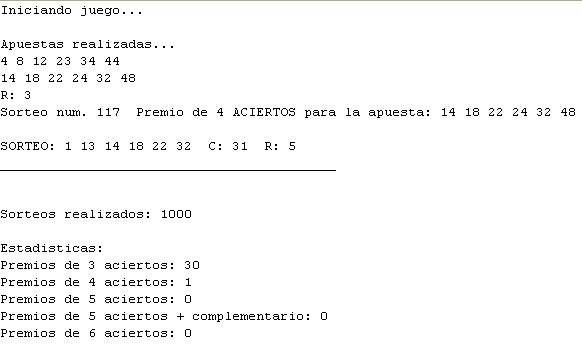 Iniciando juego...
Apuestas realizadas...
4 8 12 23 34 44
14 18 22 24 32 48
R: 3
Sorteo num. 117  Premio de 4 ACIERTOS para la apuesta: 14 18 22 24 32 48
SORTEO: 1 13 14 18 22 32  C: 31  R: 5
Sorteos realizados: 1000
Estadisticas:
Premios de 3 aciertos: 30
Premios de 4 aciertos: 1
Premios de 5 aciertos: 0
Premios de 5 aciertos + complementario: 0
Premios de 6 aciertos: 0